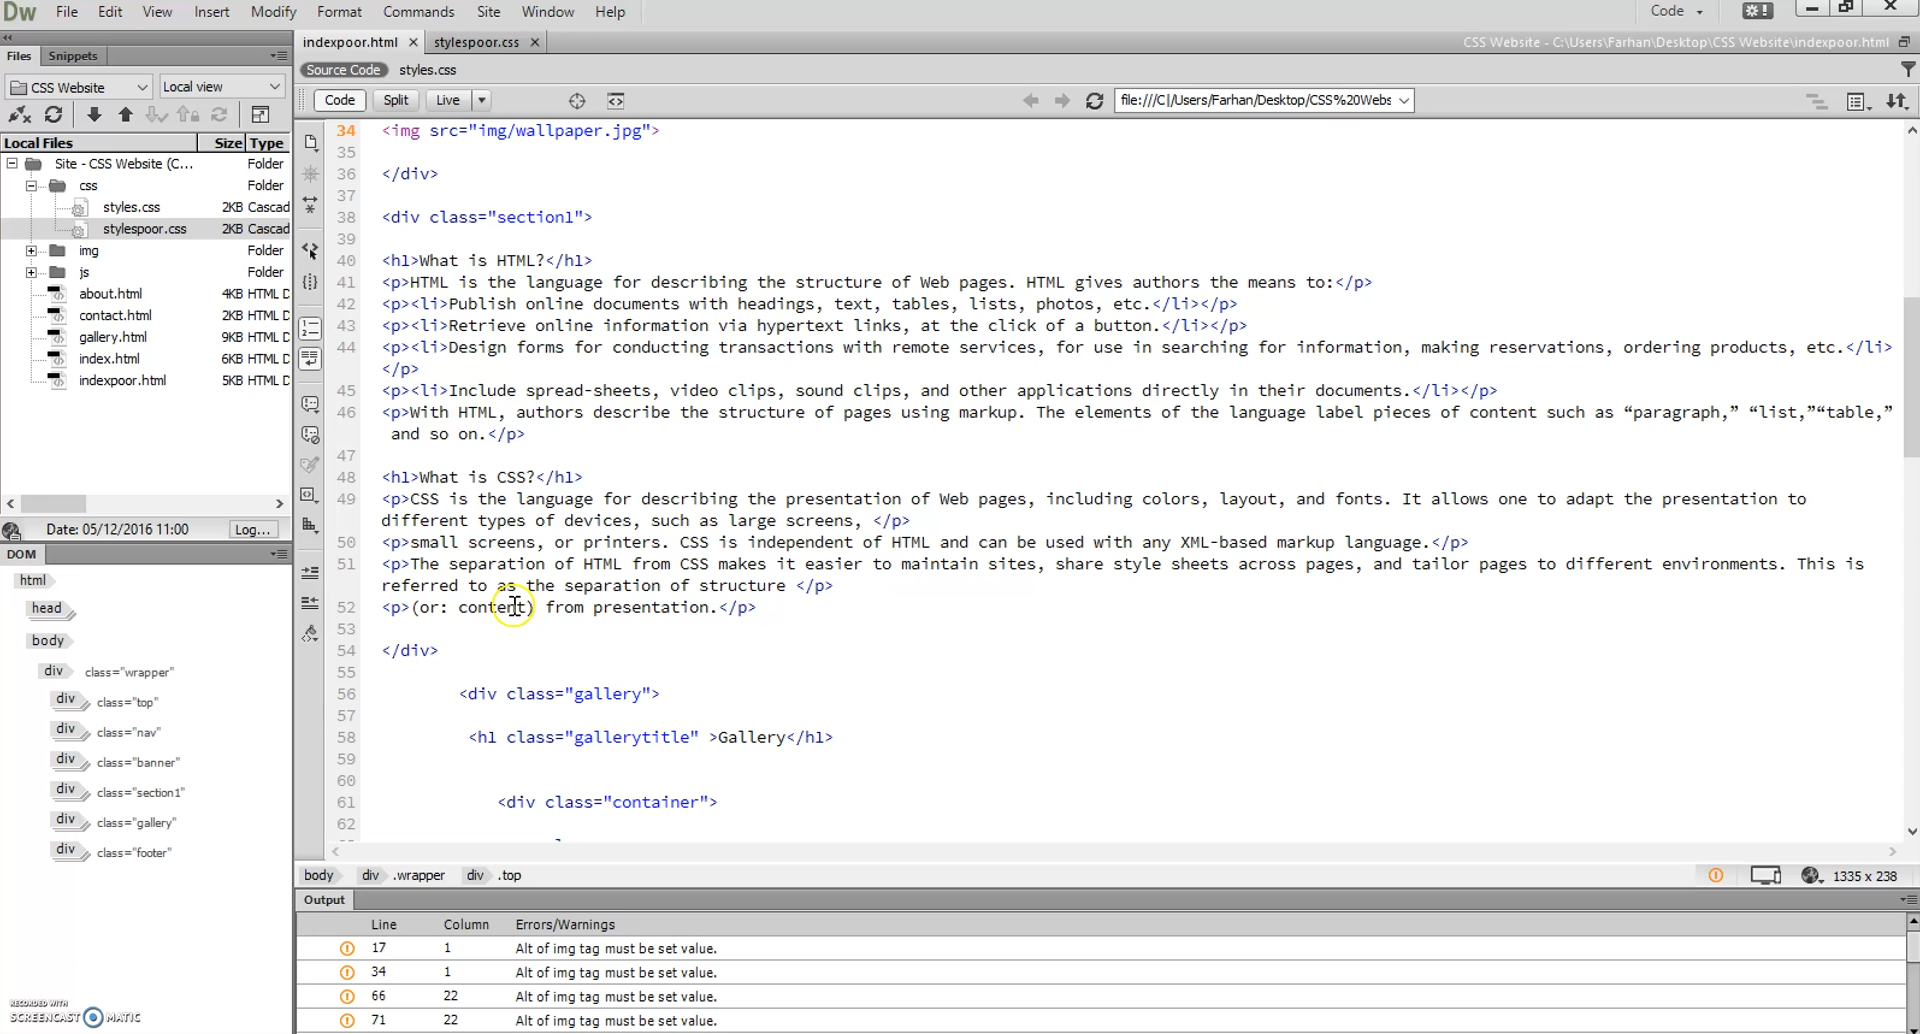 Dw File Edit View Insert Modify Format Commands Site Window Help Code
Files Snippets
indexpoor.html stylespoor.css CSS Website - C:\Users\Farhan\Desktop\CSS Website\indexpoor.html
Source Code styles.css
CSS Website Local view
Code Split Live file:///C|/Users/Farhan/Desktop/CSS%20Webs
Local Files Size Type
Site - CSS Website (C... Folder
css Folder
styles.css 2KB Cascad
stylespoor.css 2KB Cascad
img Folder
js Folder
about.html 4KB HTML D
contact.html 2KB HTML D
gallery.html 9KB HTML D
index.html 6KB HTML D
indexpoor.html 5KB HTML D
Date: 05/12/2016 11:00 Log...
DOM
html
head
body
div class="wrapper"
div class="top"
div class="nav"
div class="banner"
div class="section1"
div class="gallery"
div class="footer"
34 <img src="img/wallpaper.jpg">
35
36 </div>
37
38 <div class="section1">
39
40 <h1>What is HTML?</h1>
41 <p>HTML is the language for describing the structure of Web pages. HTML gives authors the means to:</p>
42 <p><li>Publish online documents with headings, text, tables, lists, photos, etc.</li></p>
43 <p><li>Retrieve online information via hypertext links, at the click of a button.</li></p>
44 <p><li>Design forms for conducting transactions with remote services, for use in searching for information, making reservations, ordering products, etc.</li>
</p>
45 <p><li>Include spread-sheets, video clips, sound clips, and other applications directly in their documents.</li></p>
46 <p>With HTML, authors describe the structure of pages using markup. The elements of the language label pieces of content such as “paragraph,” “list,”“table,”
and so on.</p>
47
48 <h1>What is CSS?</h1>
49 <p>CSS is the language for describing the presentation of Web pages, including colors, layout, and fonts. It allows one to adapt the presentation to
different types of devices, such as large screens, </p>
50 <p>small screens, or printers. CSS is independent of HTML and can be used with any XML-based markup language.</p>
51 <p>The separation of HTML from CSS makes it easier to maintain sites, share style sheets across pages, and tailor pages to different environments. This is
referred to as the separation of structure </p>
52 <p>(or: content) from presentation.</p>
53
54 </div>
55
56 <div class="gallery">
57
58 <h1 class="gallerytitle" >Gallery</h1>
59
60
61 <div class="container">
62
body div .wrapper div .top 1335 x 238
Output
Line Column Errors/Warnings
17 1 Alt of img tag must be set value.
34 1 Alt of img tag must be set value.
66 22 Alt of img tag must be set value.
71 22 Alt of img tag must be set value.
RECORDED WITH
SCREENCAST MATIC